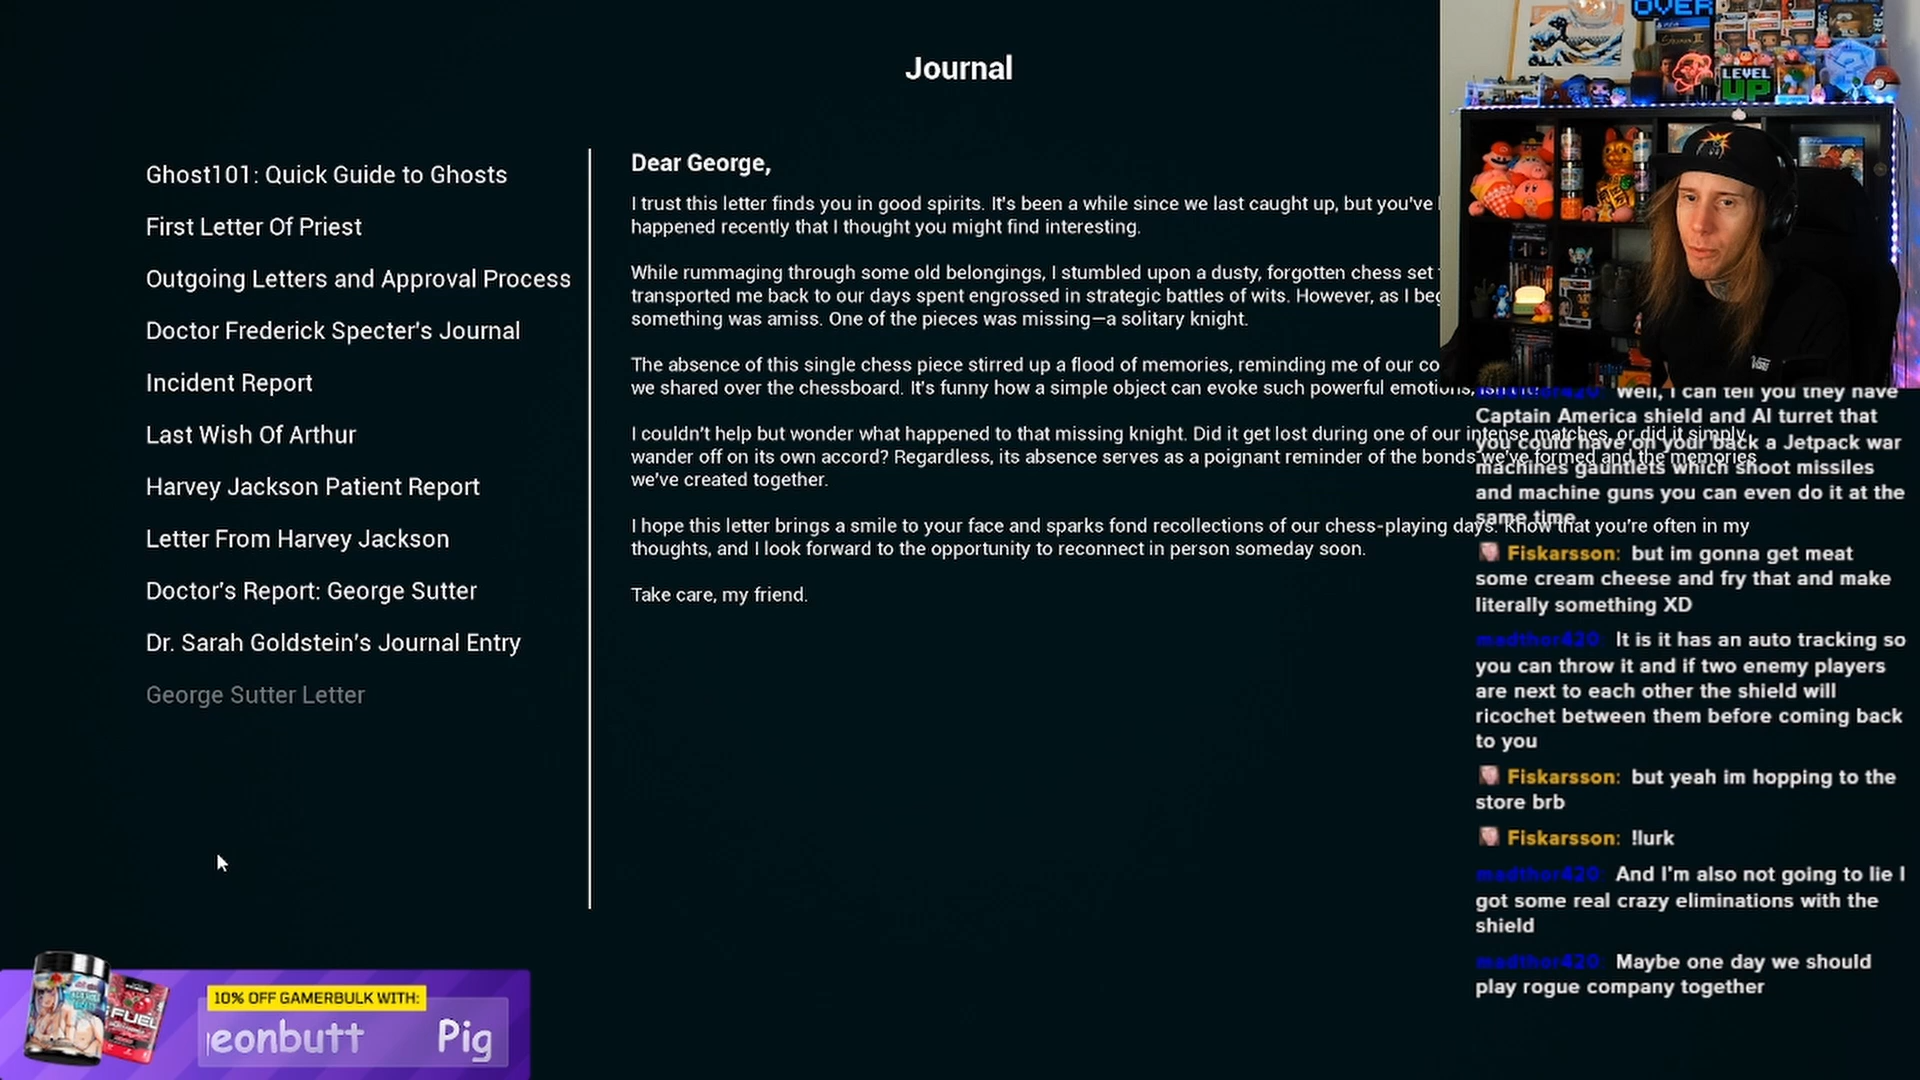 Journal
OVER
LEVEL
UP
Ghost101: Quick Guide to Ghosts
First Letter Of Priest
Outgoing Letters and Approval Process
Doctor Frederick Specter's Journal
Incident Report
Last Wish Of Arthur
Harvey Jackson Patient Report
Letter From Harvey Jackson
Doctor's Report: George Sutter
Dr. Sarah Goldstein's Journal Entry
George Sutter Letter
Dear George,
I trust this letter finds you in good spirits. It's been a while since we last caught up, but you've
happened recently that I thought you might find interesting.
While rummaging through some old belongings, I stumbled upon a dusty, forgotten chess set
transported me back to our days spent engrossed in strategic battles of wits. However, as I beg
something was amiss. One of the pieces was missing—a solitary knight.
The absence of this single chess piece stirred up a flood of memories, reminding me of our co
we shared over the chessboard. It's funny how a simple object can evoke such powerful emotions, isn't it?
I couldn't help but wonder what happened to that missing knight. Did it get lost during one of our intense matches, or did it simply
wander off on its own accord? Regardless, its absence serves as a poignant reminder of the bonds we've formed and the memories
we've created together.
I hope this letter brings a smile to your face and sparks fond recollections of our chess-playing days. Know that you're often in my
thoughts, and I look forward to the opportunity to reconnect in person someday soon.
Take care, my friend.
madthor420: Well, I can tell you they have
Captain America shield and AI turret that
you could have on your back a Jetpack war
machines gauntlets which shoot missiles
and machine guns you can even do it at the
same time
Fiskarsson: but im gonna get meat
some cream cheese and fry that and make
literally something XD
madthor420: It is it has an auto tracking so
you can throw it and if two enemy players
are next to each other the shield will
ricochet between them before coming back
to you
Fiskarsson: but yeah im hopping to the
store brb
Fiskarsson: !lurk
madthor420: And I'm also not going to lie I
got some real crazy eliminations with the
shield
madthor420: Maybe one day we should
play rogue company together
10% OFF GAMERBULK WITH:
eonbutt Pig
FUEL